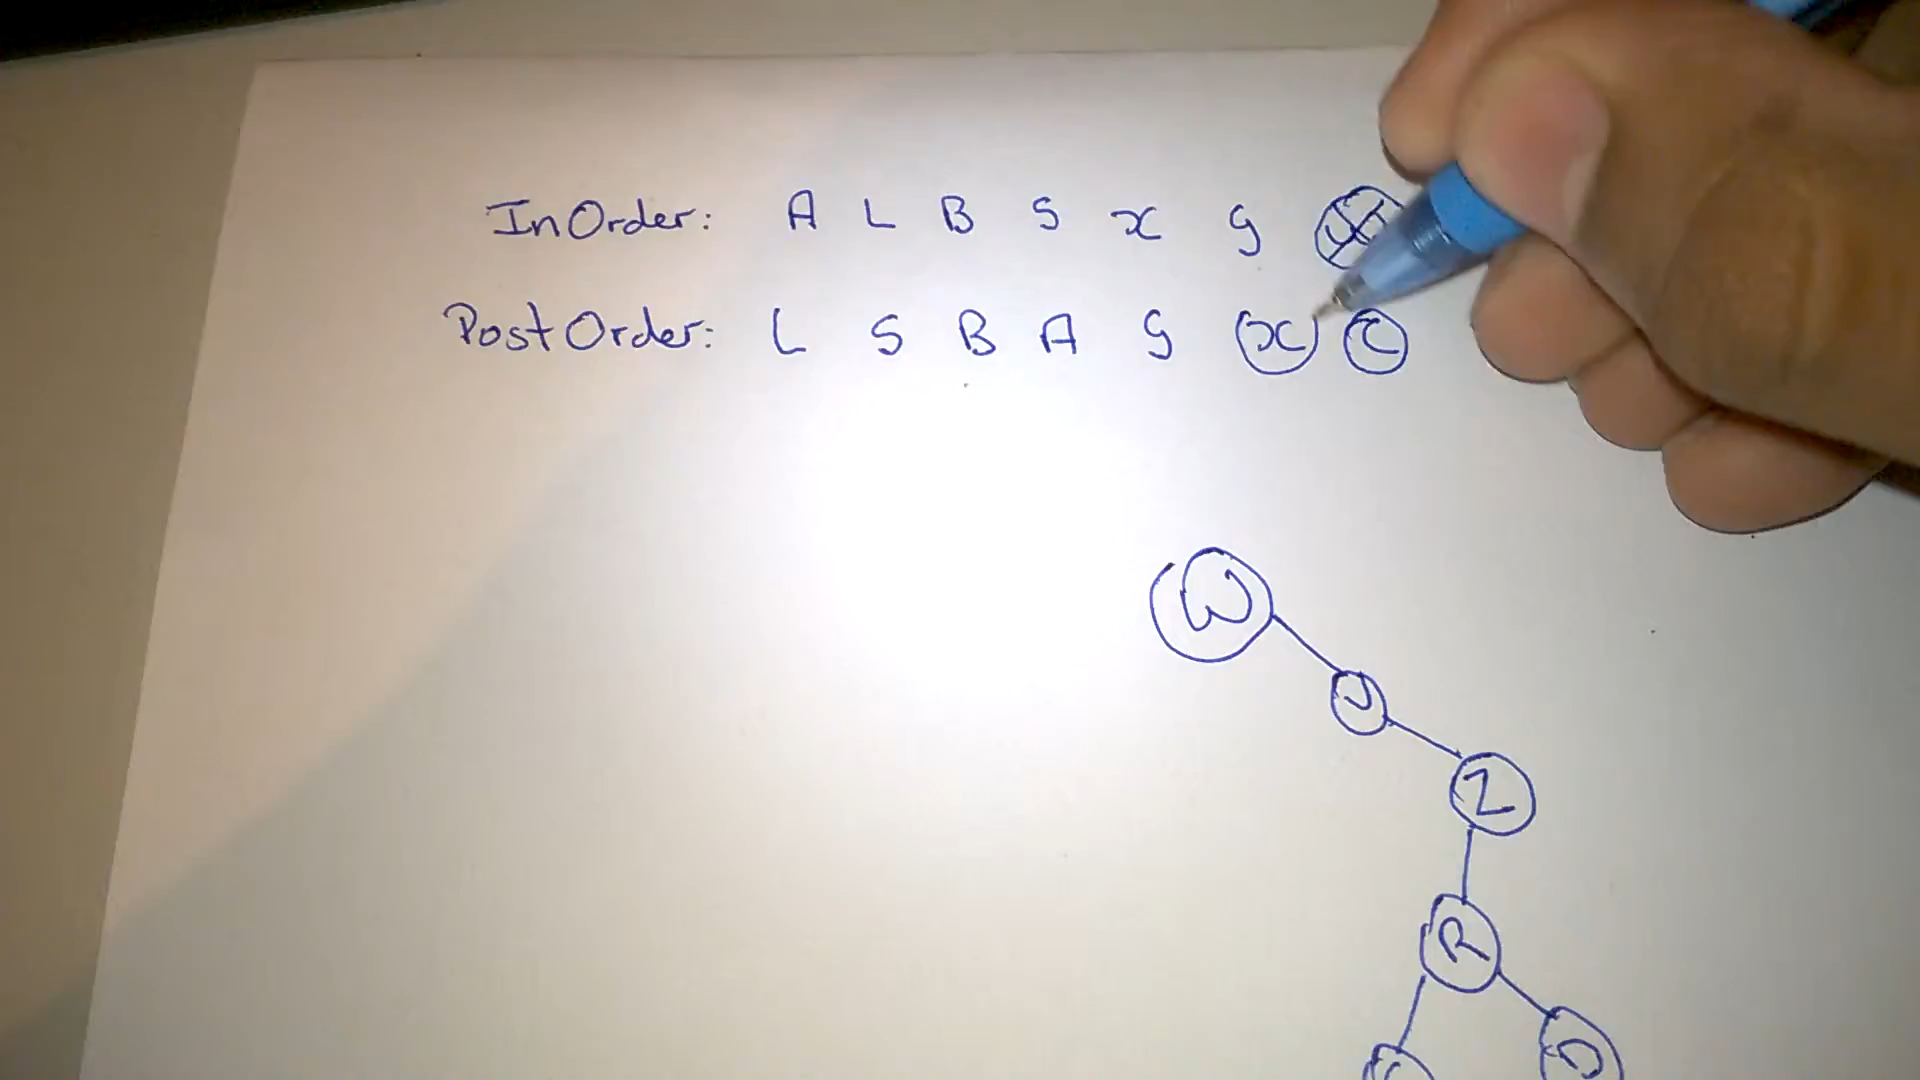 InOrder: A L B S x G
PostOrder: L S B A G x C
W
Z
R